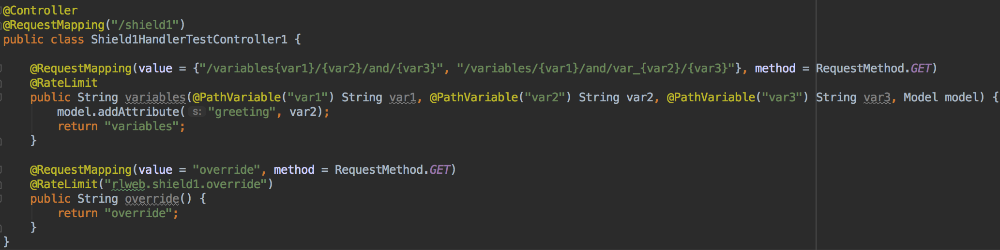 @Controller
@RequestMapping("/shield1")
public class Shield1HandlerTestController1 {
@RequestMapping(value = {"/variables{var1}/{var2}/and/{var3}", "/variables/{var1}/and/var_{var2}/{var3}"}, method = RequestMethod.GET)
@RateLimit
public String variables(@PathVariable("var1") String var1, @PathVariable("var2") String var2, @PathVariable("var3") String var3, Model model) {
model.addAttribute( s: "greeting", var2);
return "variables";
}
@RequestMapping(value = "override", method = RequestMethod.GET)
@RateLimit("rlweb.shield1.override")
public String override() {
return "override";
}
}